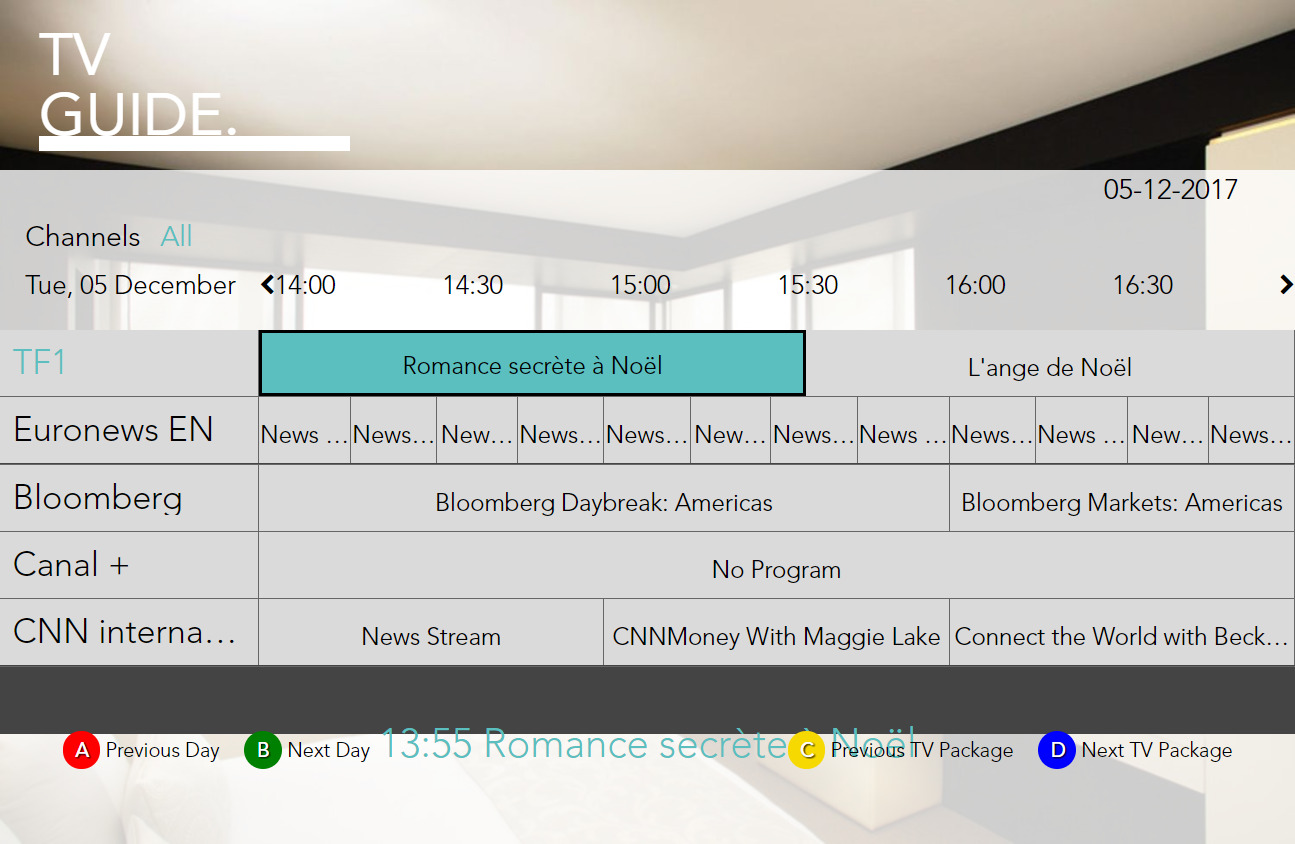 TV
GUIDE.
05-12-2017
Channels All
Tue, 05 December 14:00 14:30 15:00 15:30 16:00 16:30
TF1 Romance secrète à Noël L'ange de Noël
Euronews EN News ... News... New... News... News... New... News... News ... News... News ... New... News...
Bloomberg Bloomberg Daybreak: Americas Bloomberg Markets: Americas
Canal + No Program
CNN interna... News Stream CNNMoney With Maggie Lake Connect the World with Beck...
13:55 Romance secrète à Noël
A Previous Day B Next Day C Previous TV Package D Next TV Package